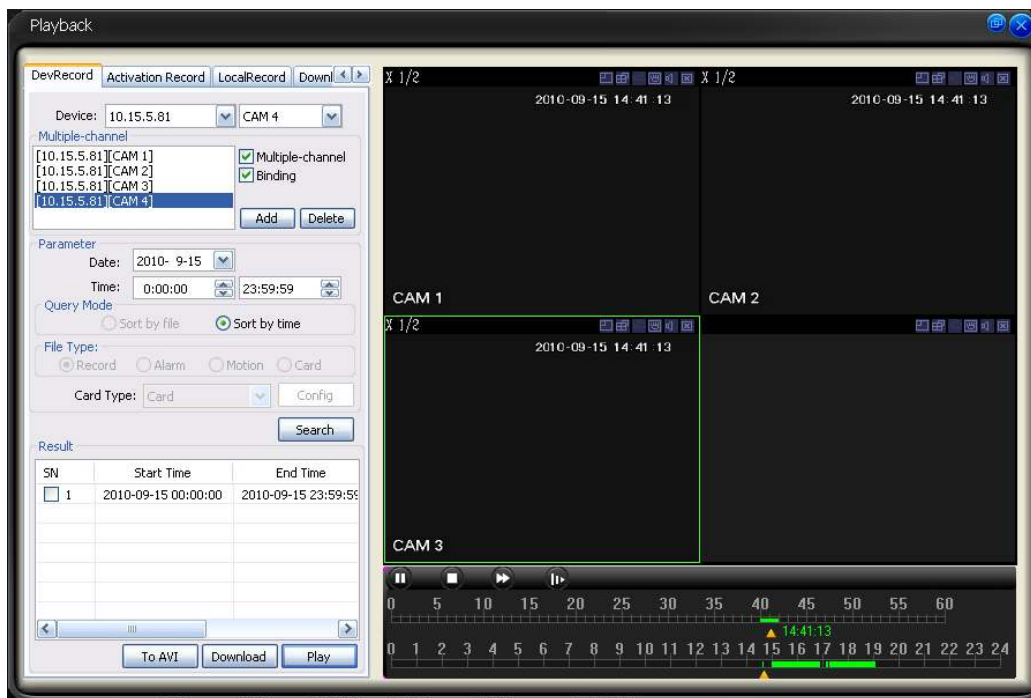 Playback
DevRecord Activation Record LocalRecord Downl
Device: 10.15.5.81 CAM 4
Multiple-channel
[10.15.5.81][CAM 1]
[10.15.5.81][CAM 2]
[10.15.5.81][CAM 3]
[10.15.5.81][CAM 4]
Multiple-channel
Binding
Add Delete
Parameter
Date: 2010- 9-15
Time: 0:00:00 23:59:59
Query Mode
Sort by file Sort by time
File Type:
Record Alarm Motion Card
Card Type: Card Config
Search
Result
SN Start Time End Time
1 2010-09-15 00:00:00 2010-09-15 23:59:59
To AVI Download Play
X 1/2
2010-09-15 14:41:13
CAM 1
X 1/2
2010-09-15 14:41:13
CAM 2
X 1/2
2010-09-15 14:41:13
CAM 3
0 5 10 15 20 25 30 35 40 45 50 55 60
14:41:13
0 1 2 3 4 5 6 7 8 9 10 11 12 13 14 15 16 17 18 19 20 21 22 23 24